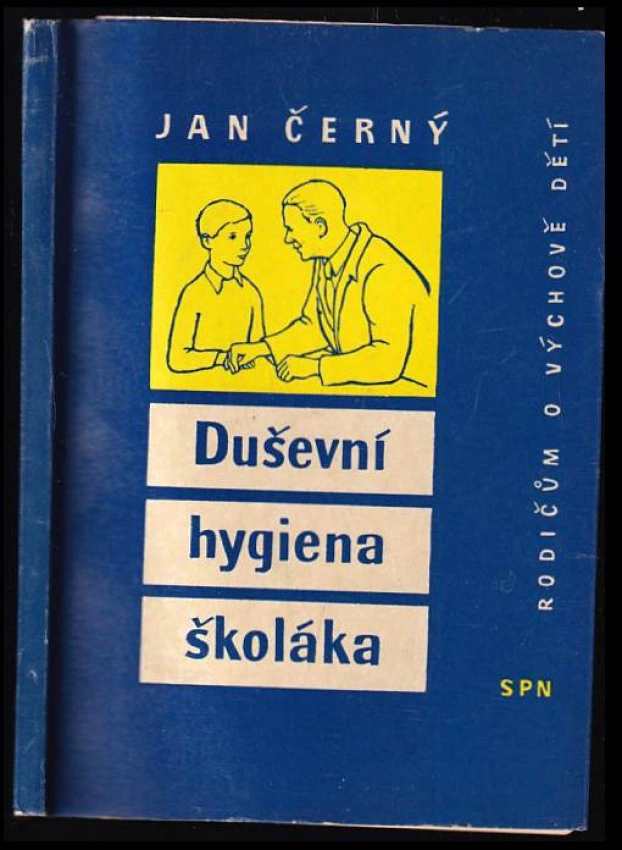 JAN ČERNÝ
Duševní
hygiena
školáka
RODIČŮM O VÝCHOVĚ DĚTÍ
SPN